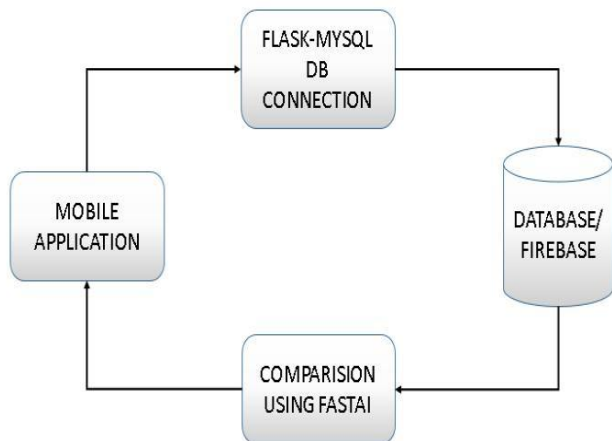 FLASK-MYSQL
DB
CONNECTION
MOBILE
APPLICATION
DATABASE/
FIREBASE
COMPARISION
USING FASTAI